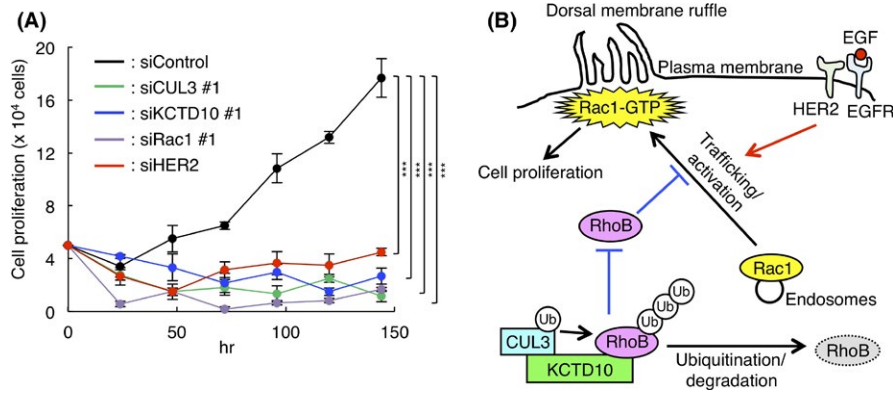 (A)
20
16
12
8
4
0
Cell proliferation (x 10⁴ cells)
: siControl
: siCUL3 #1
: siKCTD10 #1
: siRac1 #1
: siHER2
***
***
***
***
0
50
100
150
hr
(B)
Dorsal membrane ruffle
EGF
Plasma membrane
Rac1-GTP
HER2
EGFR
Cell proliferation
Trafficking/
activation
RhoB
Rac1
Endosomes
Ub
Ub
Ub
Ub
CUL3
RhoB
KCTD10
Ubiquitination/
degradation
RhoB